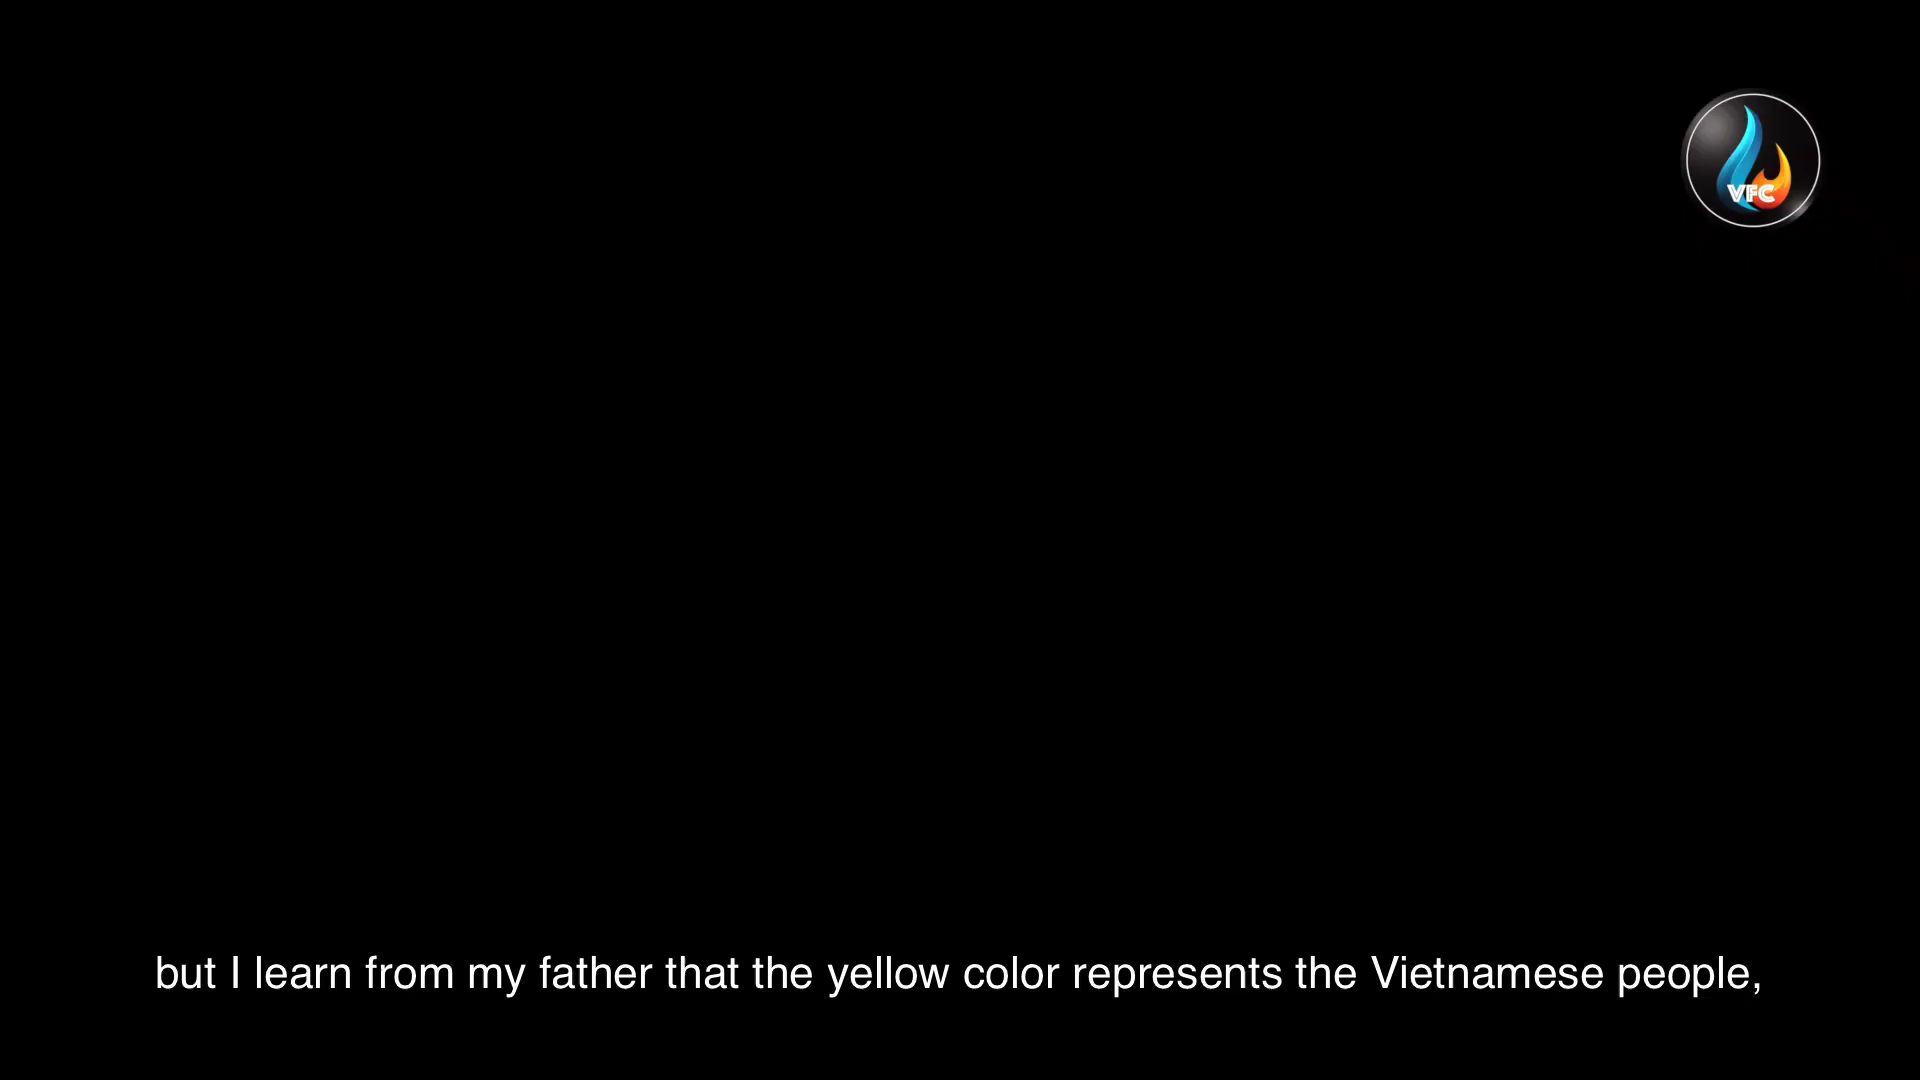 VFC
but I learn from my father that the yellow color represents the Vietnamese people,